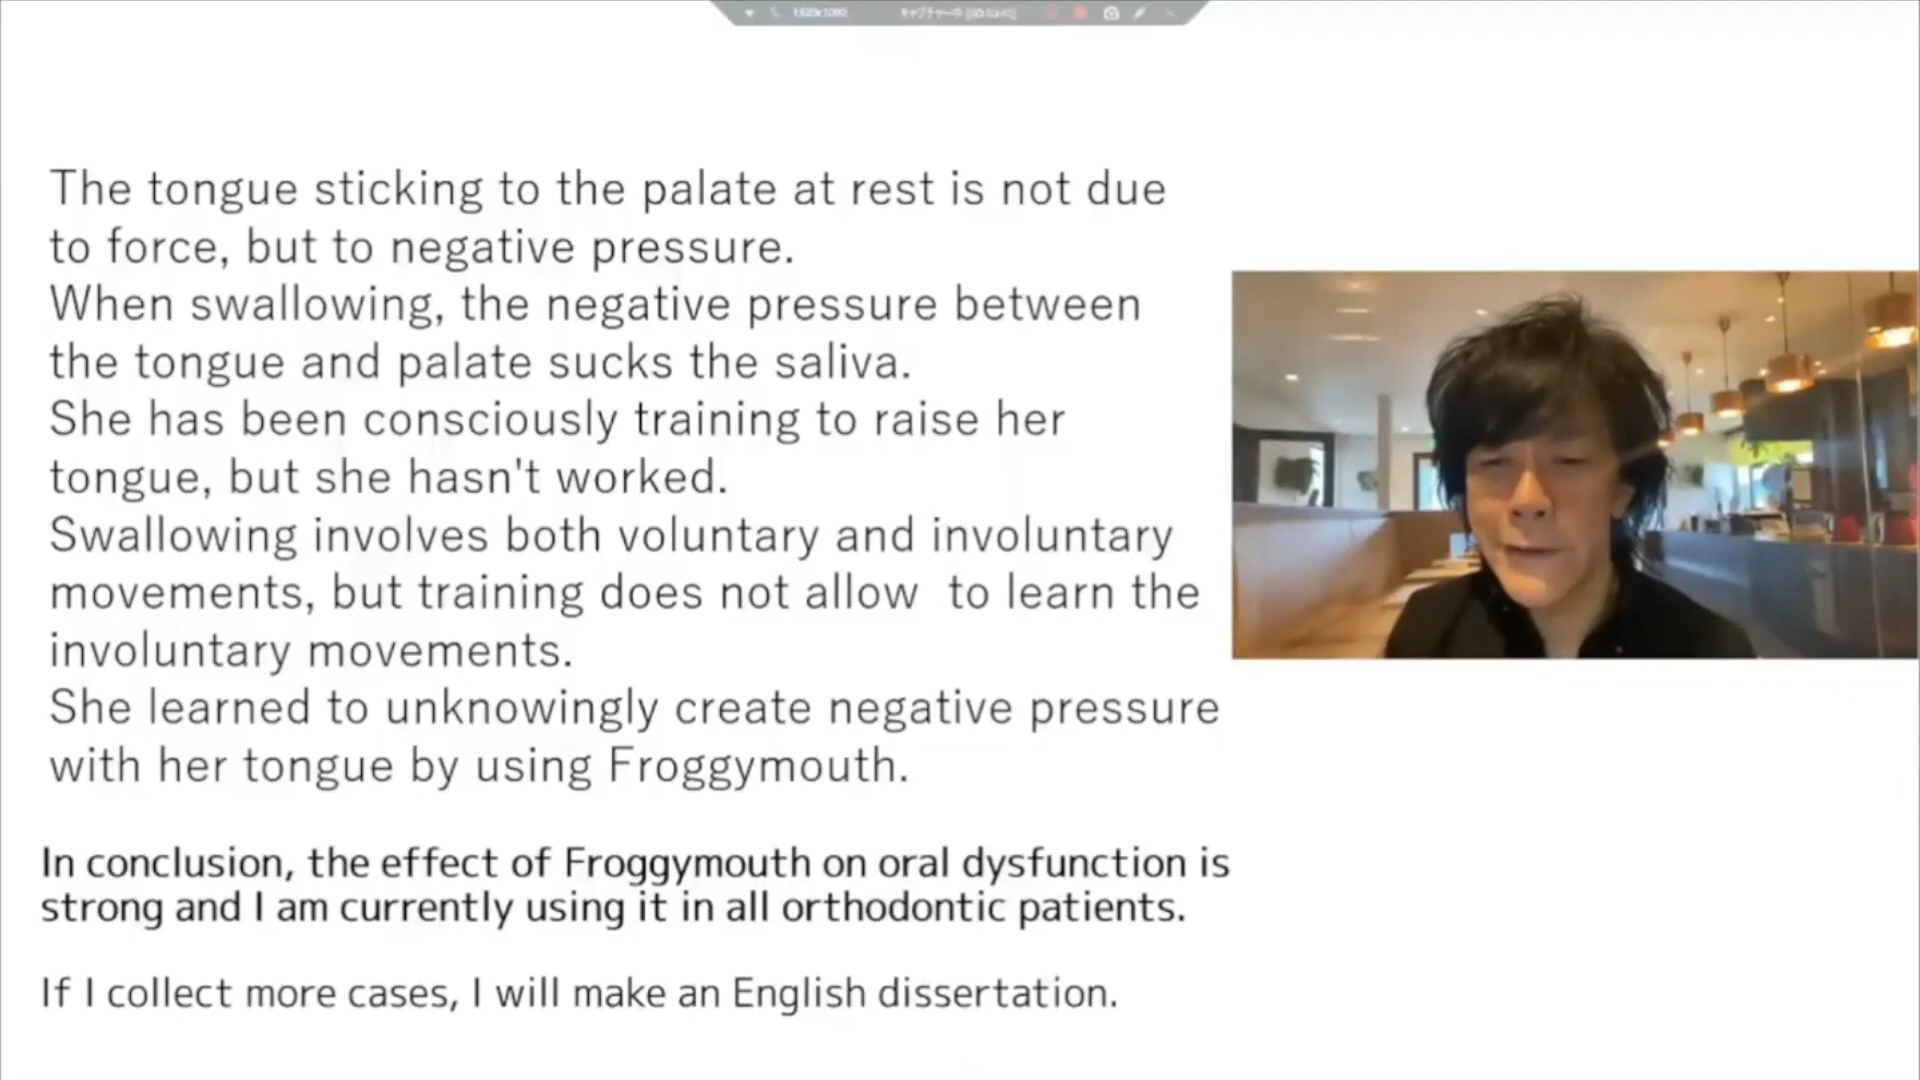 1920x1080
The tongue sticking to the palate at rest is not due
to force, but to negative pressure.
When swallowing, the negative pressure between
the tongue and palate sucks the saliva.
She has been consciously training to raise her
tongue, but she hasn't worked.
Swallowing involves both voluntary and involuntary
movements, but training does not allow  to learn the
involuntary movements.
She learned to unknowingly create negative pressure
with her tongue by using Froggymouth.
In conclusion, the effect of Froggymouth on oral dysfunction is
strong and I am currently using it in all orthodontic patients.
If I collect more cases, I will make an English dissertation.